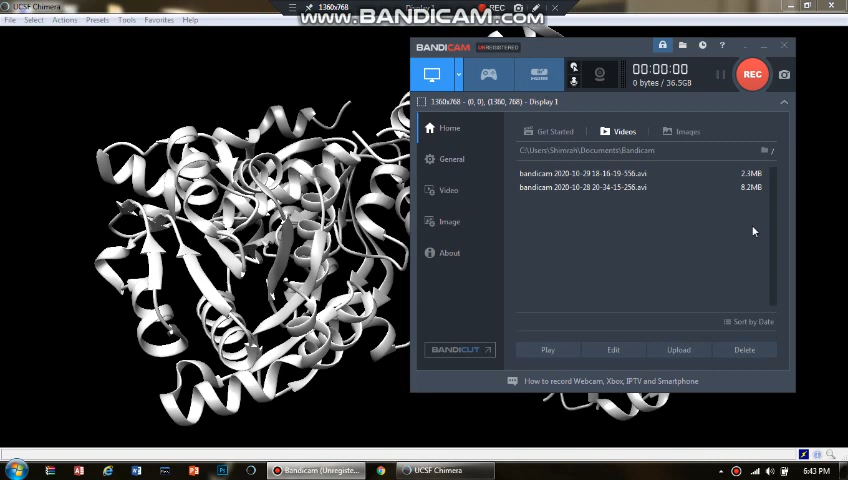 UCSF Chimera
File Select Actions Presets Tools Favorites Help
1360x768
REC
www.BANDICAM.com
BANDICAM UNREGISTERED
00:00:00
0 bytes / 36.5GB
REC
1360x768 - (0, 0), (1360, 768) - Display 1
Home
General
Video
Image
About
Get Started Videos Images
C:\Users\Shimrah\Documents\Bandicam
bandicam 2020-10-29 18-16-19-556.avi 2.3MB
bandicam 2020-10-28 20-34-15-256.avi 8.2MB
Sort by Date
BANDICUT
Play Edit Upload Delete
How to record Webcam, Xbox, IPTV and Smartphone
Bandicam (Unregiste... UCSF Chimera 6:43 PM